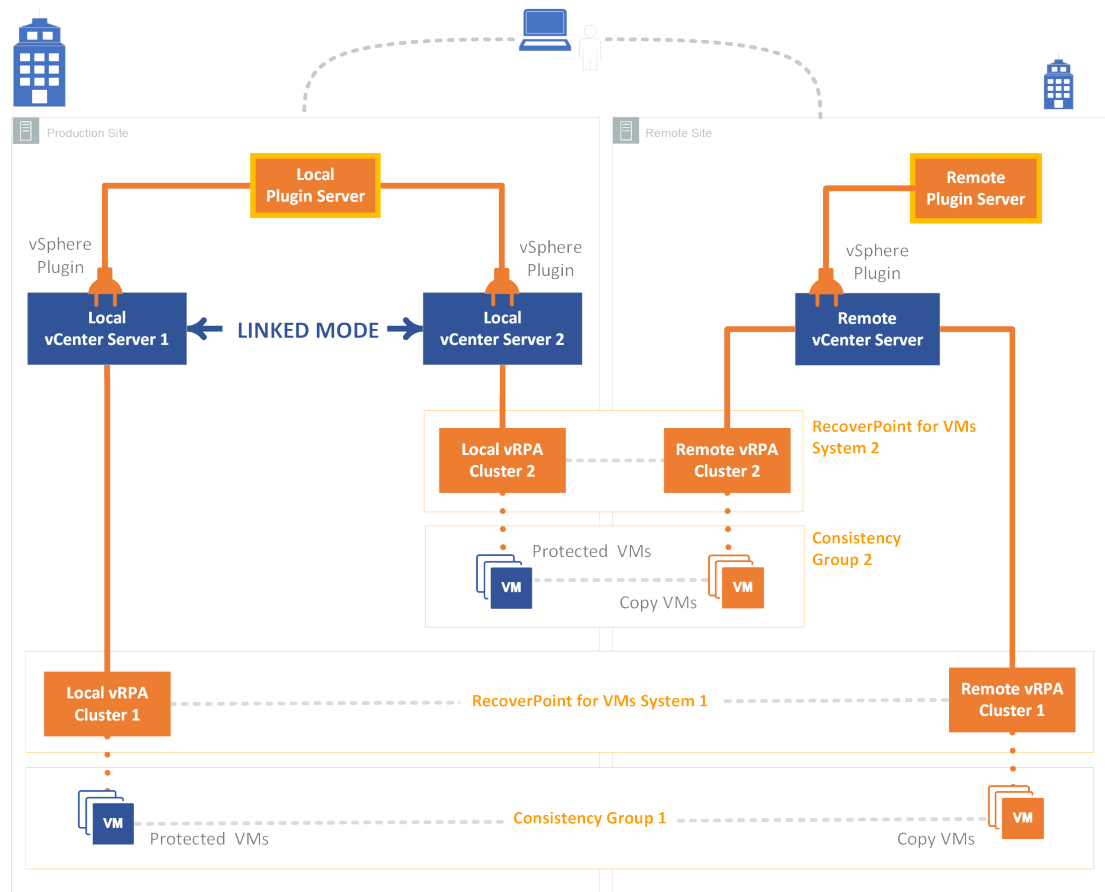 Production Site
Remote Site
Local
Plugin Server
Remote
Plugin Server
vSphere
Plugin
vSphere
Plugin
vSphere
Plugin
Local
vCenter Server 1
LINKED MODE
Local
vCenter Server 2
Remote
vCenter Server
RecoverPoint for VMs
System 2
Local vRPA
Cluster 2
Remote vRPA
Cluster 2
Consistency
Group 2
Protected VMs
VM
VM
Copy VMs
Local vRPA
Cluster 1
RecoverPoint for VMs System 1
Remote vRPA
Cluster 1
VM
Protected VMs
Consistency Group 1
VM
Copy VMs